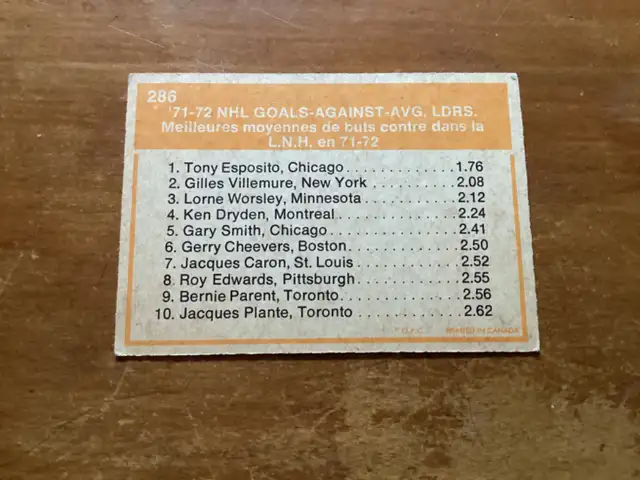 286
'71-72 NHL GOALS-AGAINST-AVG. LDRS.
Meilleures moyennes de buts contre dans la
L.N.H. en 71-72
1. Tony Esposito, Chicago . . . . . . . . . . . . 1.76
2. Gilles Villemure, New York . . . . . . . . . 2.08
3. Lorne Worsley, Minnesota . . . . . . . . . . 2.12
4. Ken Dryden, Montreal . . . . . . . . . . . . . 2.24
5. Gary Smith, Chicago . . . . . . . . . . . . . . 2.41
6. Gerry Cheevers, Boston . . . . . . . . . . . 2.50
7. Jacques Caron, St. Louis . . . . . . . . . . . 2.52
8. Roy Edwards, Pittsburgh . . . . . . . . . . . 2.55
9. Bernie Parent, Toronto . . . . . . . . . . . . 2.56
10. Jacques Plante, Toronto . . . . . . . . . . . 2.62
PRINTED IN CANADA